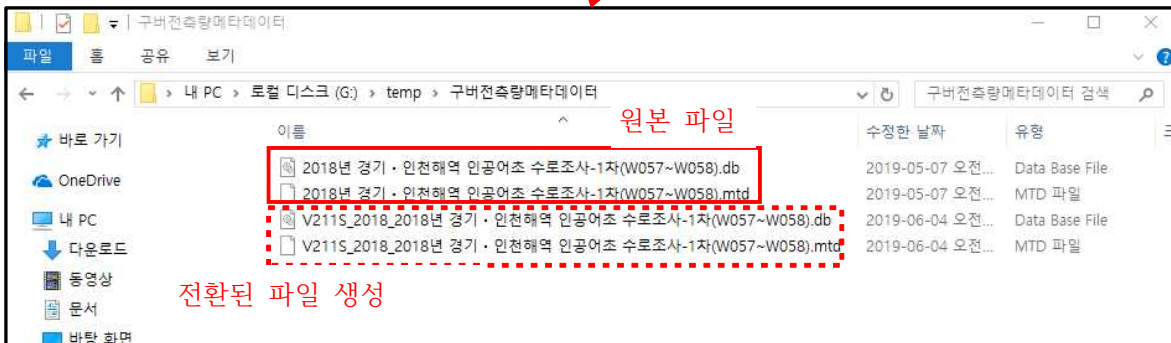 구버전측량메타데이터
파일 홈 공유 보기
내 PC > 로컬 디스크 (G:) > temp > 구버전측량메타데이터
구버전측량메타데이터 검색
원본 파일
이름 수정한 날짜 유형
바로 가기
2018년 경기・인천해역 인공어초 수로조사-1차(W057~W058).db 2019-05-07 오전... Data Base File
OneDrive
2018년 경기・인천해역 인공어초 수로조사-1차(W057~W058).mtd 2019-05-07 오전... MTD 파일
내 PC
V211S_2018_2018년 경기・인천해역 인공어초 수로조사-1차(W057~W058).db 2019-06-04 오전... Data Base File
다운로드
V211S_2018_2018년 경기・인천해역 인공어초 수로조사-1차(W057~W058).mtd 2019-06-04 오전... MTD 파일
동영상
전환된 파일 생성
문서
바탕 화면